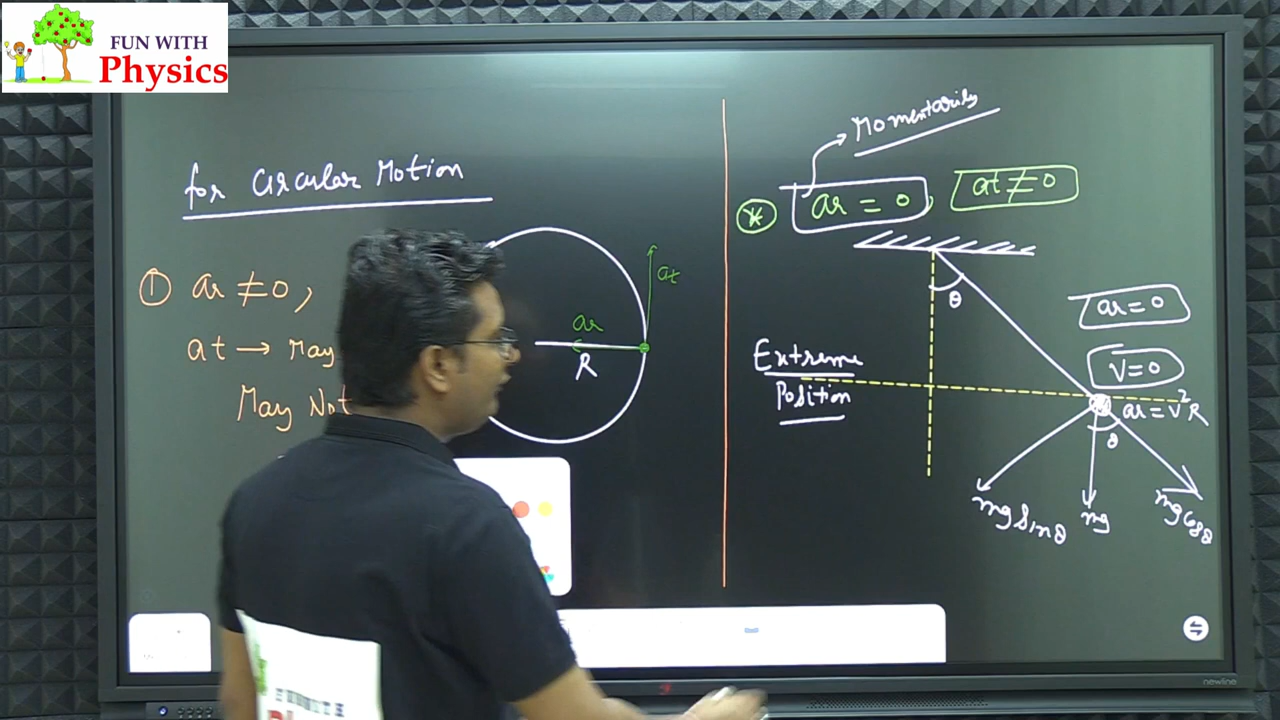 FUN WITH
Physics
for Circular Motion
① ar ≠ 0,
at → May
May Not
at
ar
R
Momentarily
* ar = 0, at ≠ 0
θ
ar = 0
Extreme
Position
v = 0
ar = v² R
θ
mg Sinθ
mg
mg Cosθ
newline